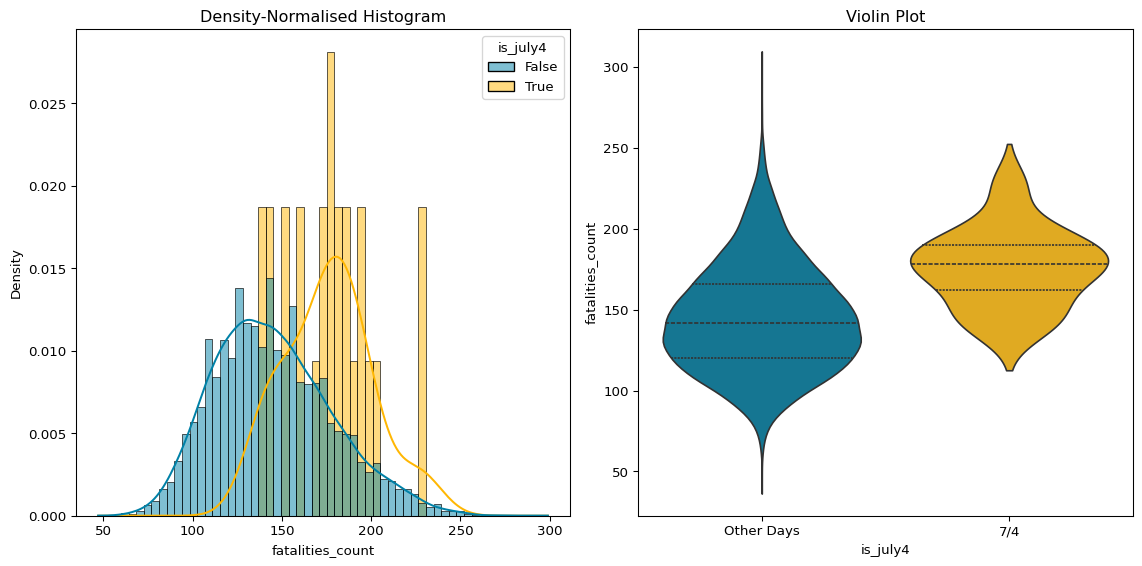 Density-Normalised Histogram
is_july4
False
True
0.025
0.020
0.015
0.010
0.005
0.000
Density
50 100 150 200 250 300
fatalities_count
Violin Plot
300
250
200
150
100
50
fatalities_count
Other Days 7/4
is_july4